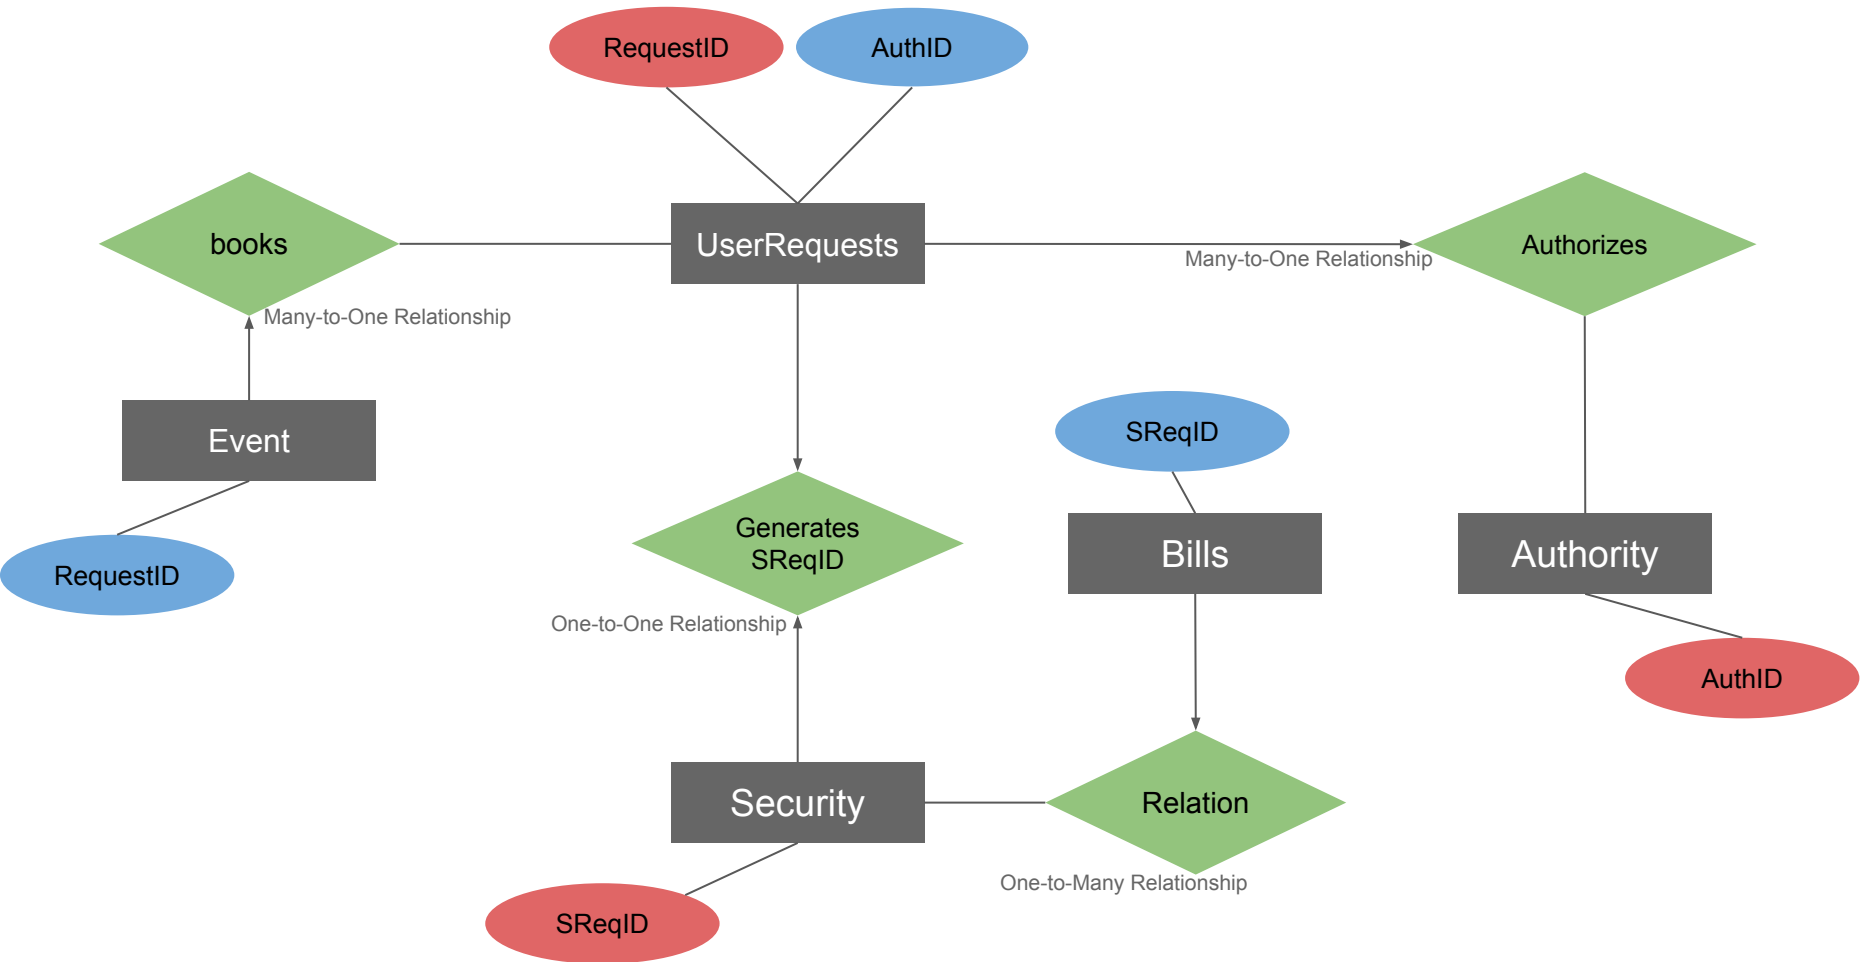 RequestID
AuthID
books
UserRequests
Authorizes
Many-to-One Relationship
Many-to-One Relationship
Event
SReqID
Generates
SReqID
Bills
Authority
RequestID
One-to-One Relationship
AuthID
Security
Relation
One-to-Many Relationship
SReqID